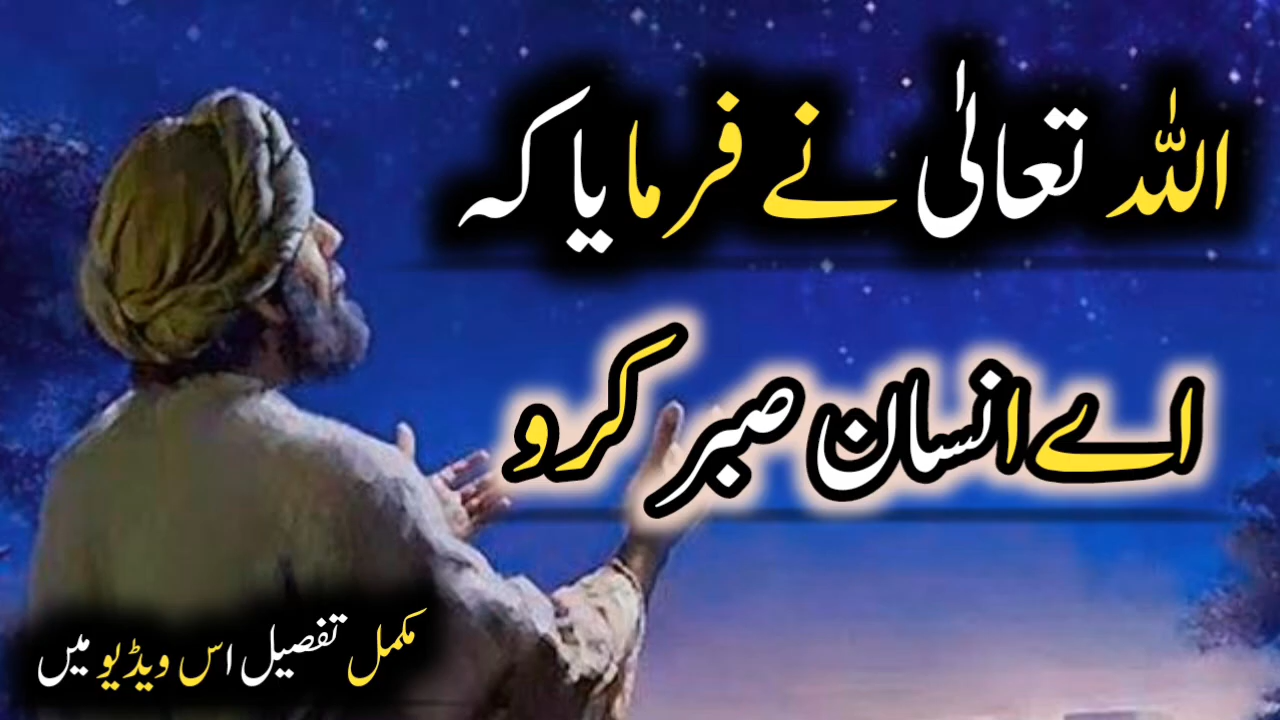 اللہ تعالیٰ نے فرمایا کہ
اے انسان صبر کرو
مکمل تفصیل اس ویڈیو میں